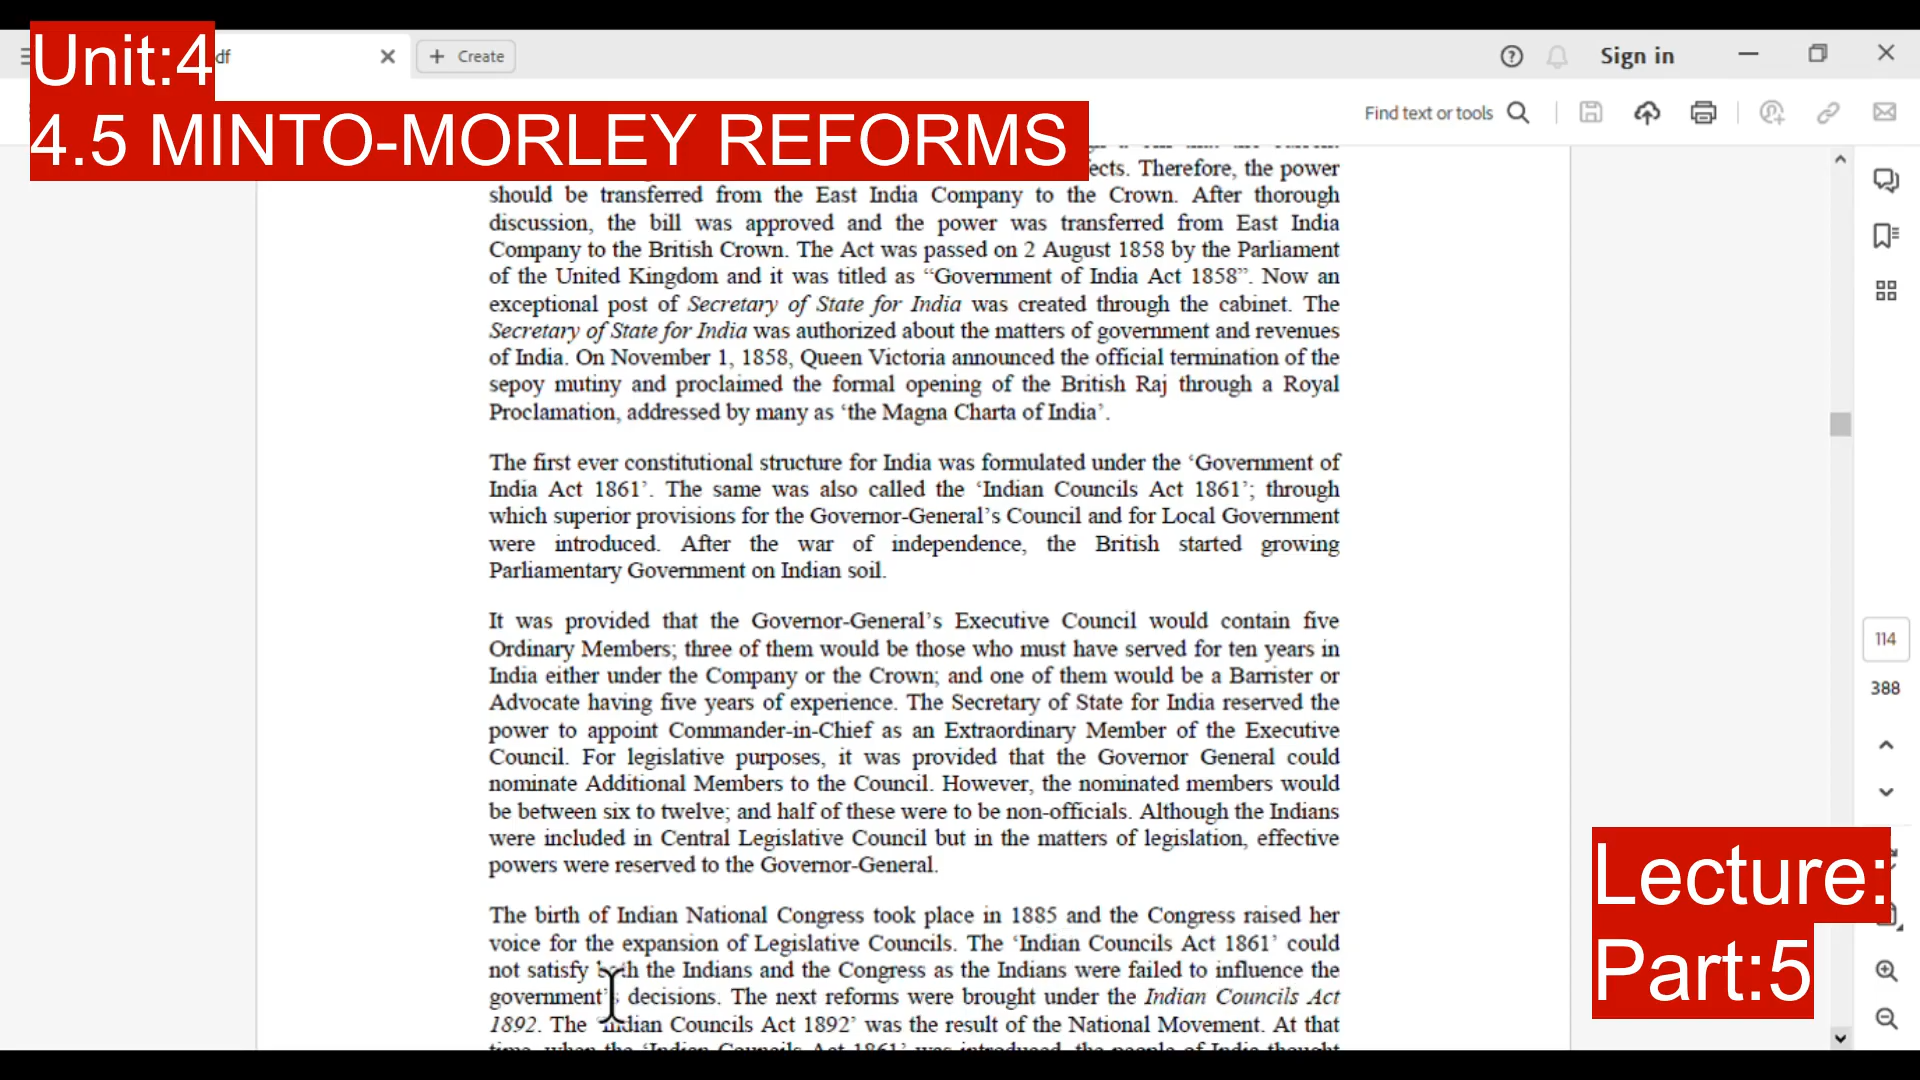 Unit:4
df
Create
Sign in
4.5 MINTO-MORLEY REFORMS
Find text or tools
ects. Therefore, the power
should be transferred from the East India Company to the Crown. After thorough
discussion, the bill was approved and the power was transferred from East India
Company to the British Crown. The Act was passed on 2 August 1858 by the Parliament
of the United Kingdom and it was titled as “Government of India Act 1858”. Now an
exceptional post of Secretary of State for India was created through the cabinet. The
Secretary of State for India was authorized about the matters of government and revenues
of India. On November 1, 1858, Queen Victoria announced the official termination of the
sepoy mutiny and proclaimed the formal opening of the British Raj through a Royal
Proclamation, addressed by many as ‘the Magna Charta of India’.
The first ever constitutional structure for India was formulated under the ‘Government of
India Act 1861’. The same was also called the ‘Indian Councils Act 1861’; through
which superior provisions for the Governor-General’s Council and for Local Government
were introduced. After the war of independence, the British started growing
Parliamentary Government on Indian soil.
It was provided that the Governor-General’s Executive Council would contain five
Ordinary Members; three of them would be those who must have served for ten years in
India either under the Company or the Crown; and one of them would be a Barrister or
Advocate having five years of experience. The Secretary of State for India reserved the
power to appoint Commander-in-Chief as an Extraordinary Member of the Executive
Council. For legislative purposes, it was provided that the Governor General could
nominate Additional Members to the Council. However, the nominated members would
be between six to twelve; and half of these were to be non-officials. Although the Indians
were included in Central Legislative Council but in the matters of legislation, effective
powers were reserved to the Governor-General.
The birth of Indian National Congress took place in 1885 and the Congress raised her
voice for the expansion of Legislative Councils. The ‘Indian Councils Act 1861’ could
not satisfy both the Indians and the Congress as the Indians were failed to influence the
government’s decisions. The next reforms were brought under the Indian Councils Act
1892. The ‘Indian Councils Act 1892’ was the result of the National Movement. At that
time, when the ‘Indian Councils Act 1861’ was introduced, the people of India thought
114
388
Lecture:
Part:5